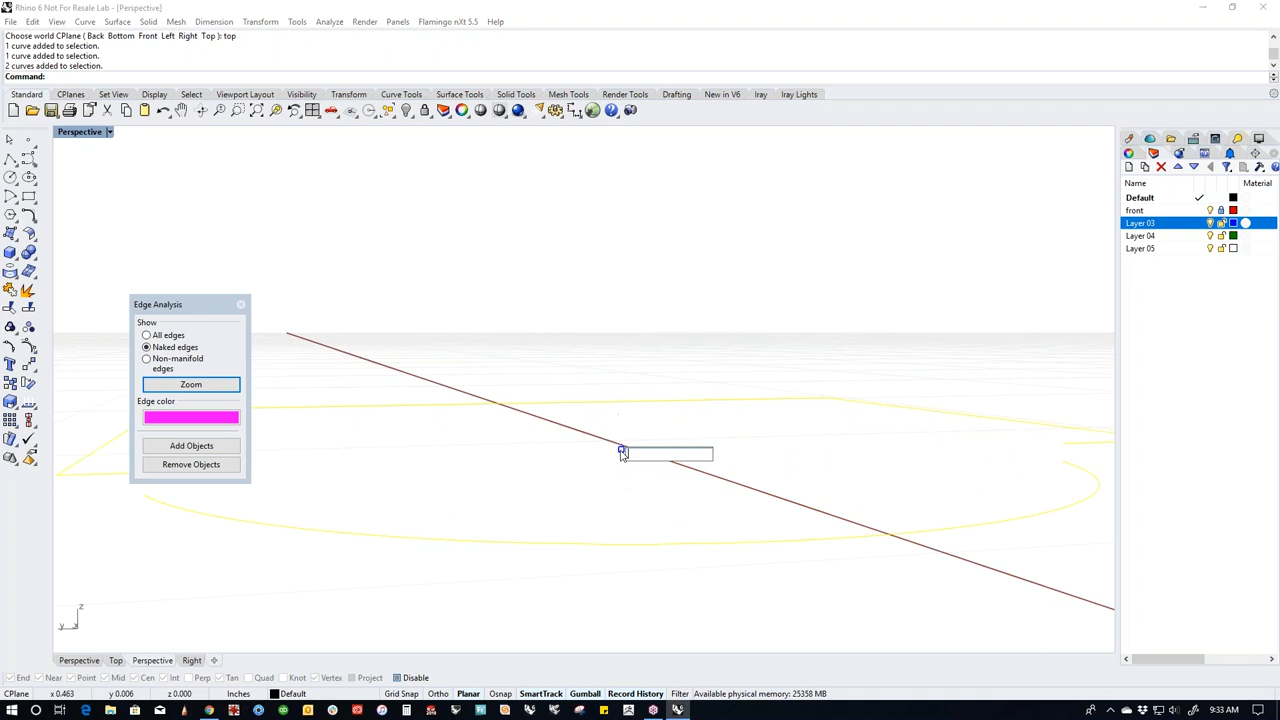 Rhino 6 Not For Resale Lab - [Perspective]
File Edit View Curve Surface Solid Mesh Dimension Transform Tools Analyze Render Panels Flamingo nXt 5.5 Help
Choose world CPlane ( Back Bottom Front Left Right Top ): top
1 curve added to selection.
1 curve added to selection.
2 curves added to selection.
Command:
Standard CPlanes Set View Display Select Viewport Layout Visibility Transform Curve Tools Surface Tools Solid Tools Mesh Tools Render Tools Drafting New in V6 Iray Iray Lights
Perspective
Name Material
Default
front
Layer 03
Layer 04
Layer 05
Edge Analysis
Show
All edges
Naked edges
Non-manifold
edges
Zoom
Edge color
Add Objects
Remove Objects
z
y x
Perspective Top Perspective Right
End Near Point Mid Cen Int Perp Tan Quad Knot Vertex Project Disable
CPlane x 0.463 y 0.006 z 0.000 Inches Default Grid Snap Ortho Planar Osnap SmartTrack Gumball Record History Filter Available physical memory: 25358 MB
9:33 AM